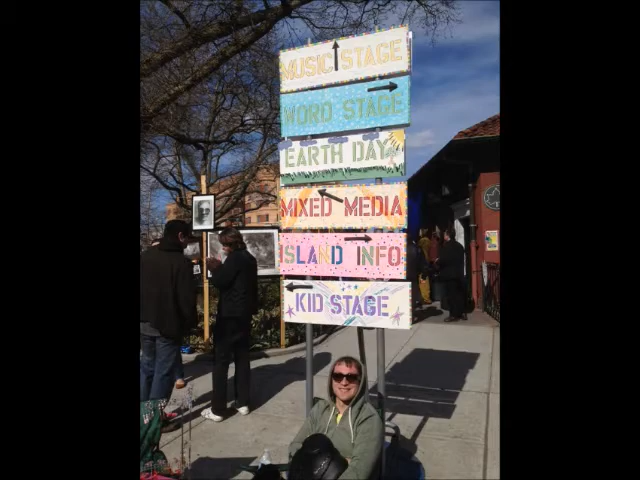 MUSIC STAGE
WORD STAGE
EARTH DAY
MIXED MEDIA
ISLAND INFO
KID STAGE